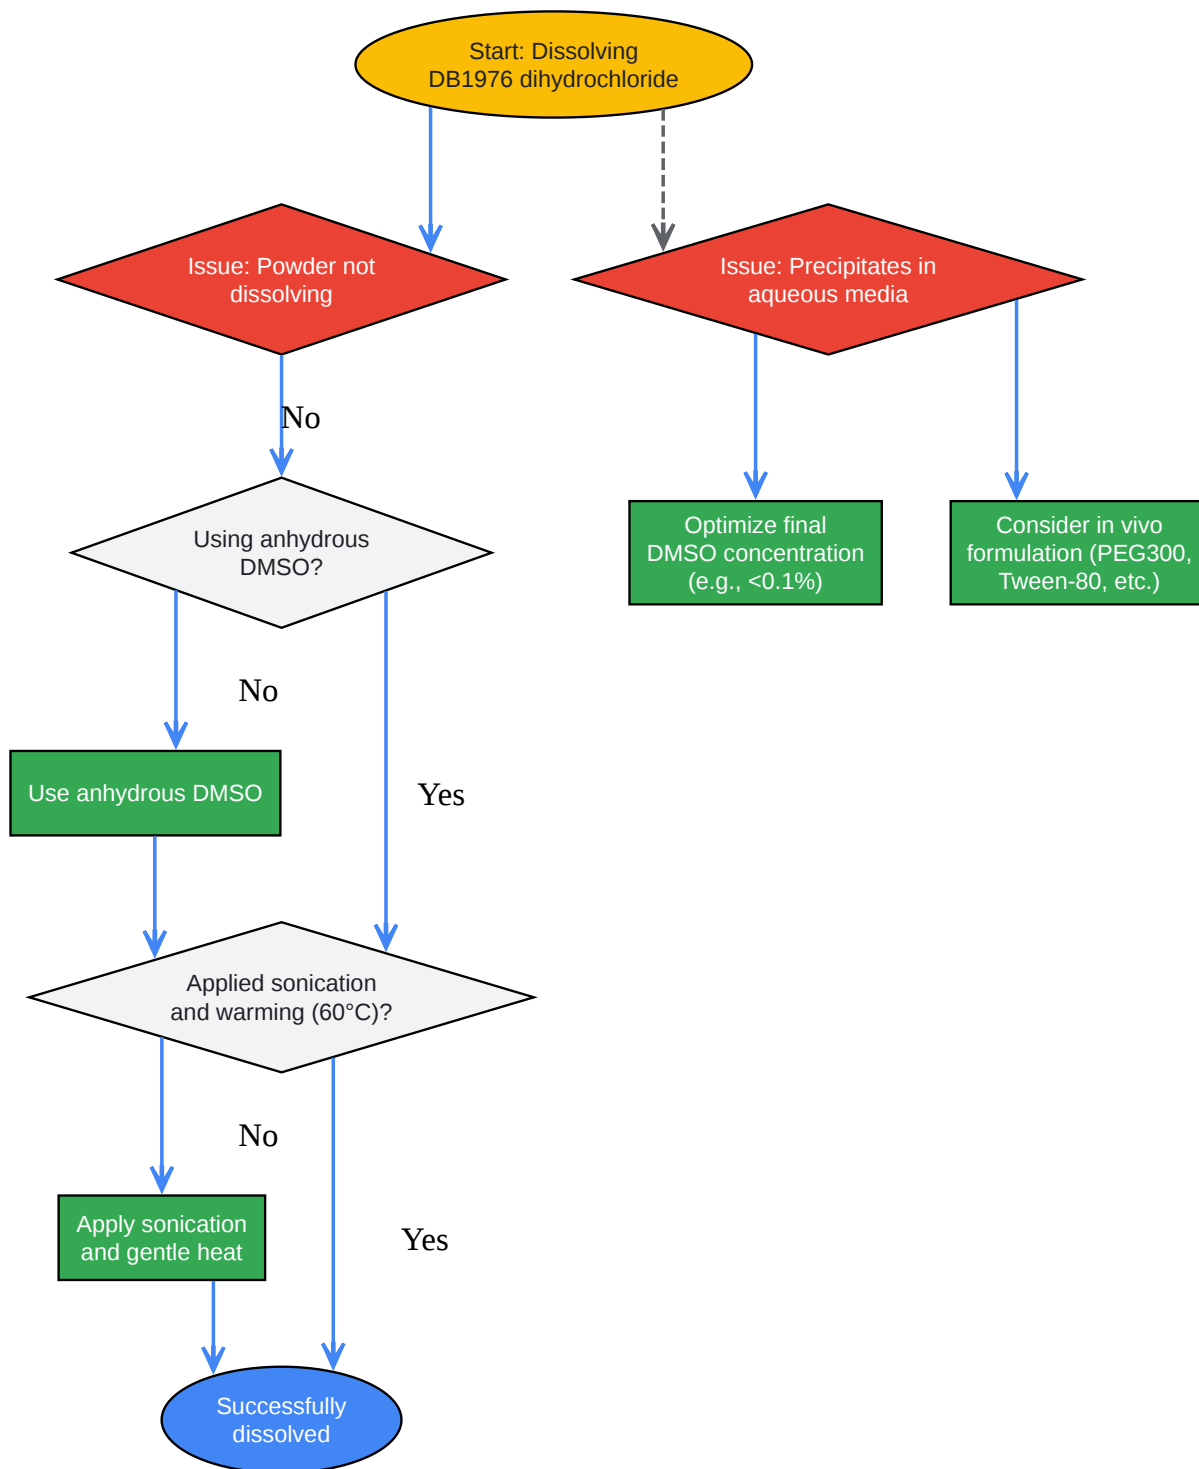 Start: Dissolving
DB1976 dihydrochloride
Issue: Powder not
dissolving
Issue: Precipitates in
aqueous media
No
Using anhydrous
DMSO?
Optimize final
DMSO concentration
(e.g., <0.1%)
Consider in vivo
formulation (PEG300,
Tween-80, etc.)
No
Use anhydrous DMSO
Yes
Applied sonication
and warming (60°C)?
No
Apply sonication
and gentle heat
Yes
Successfully
dissolved